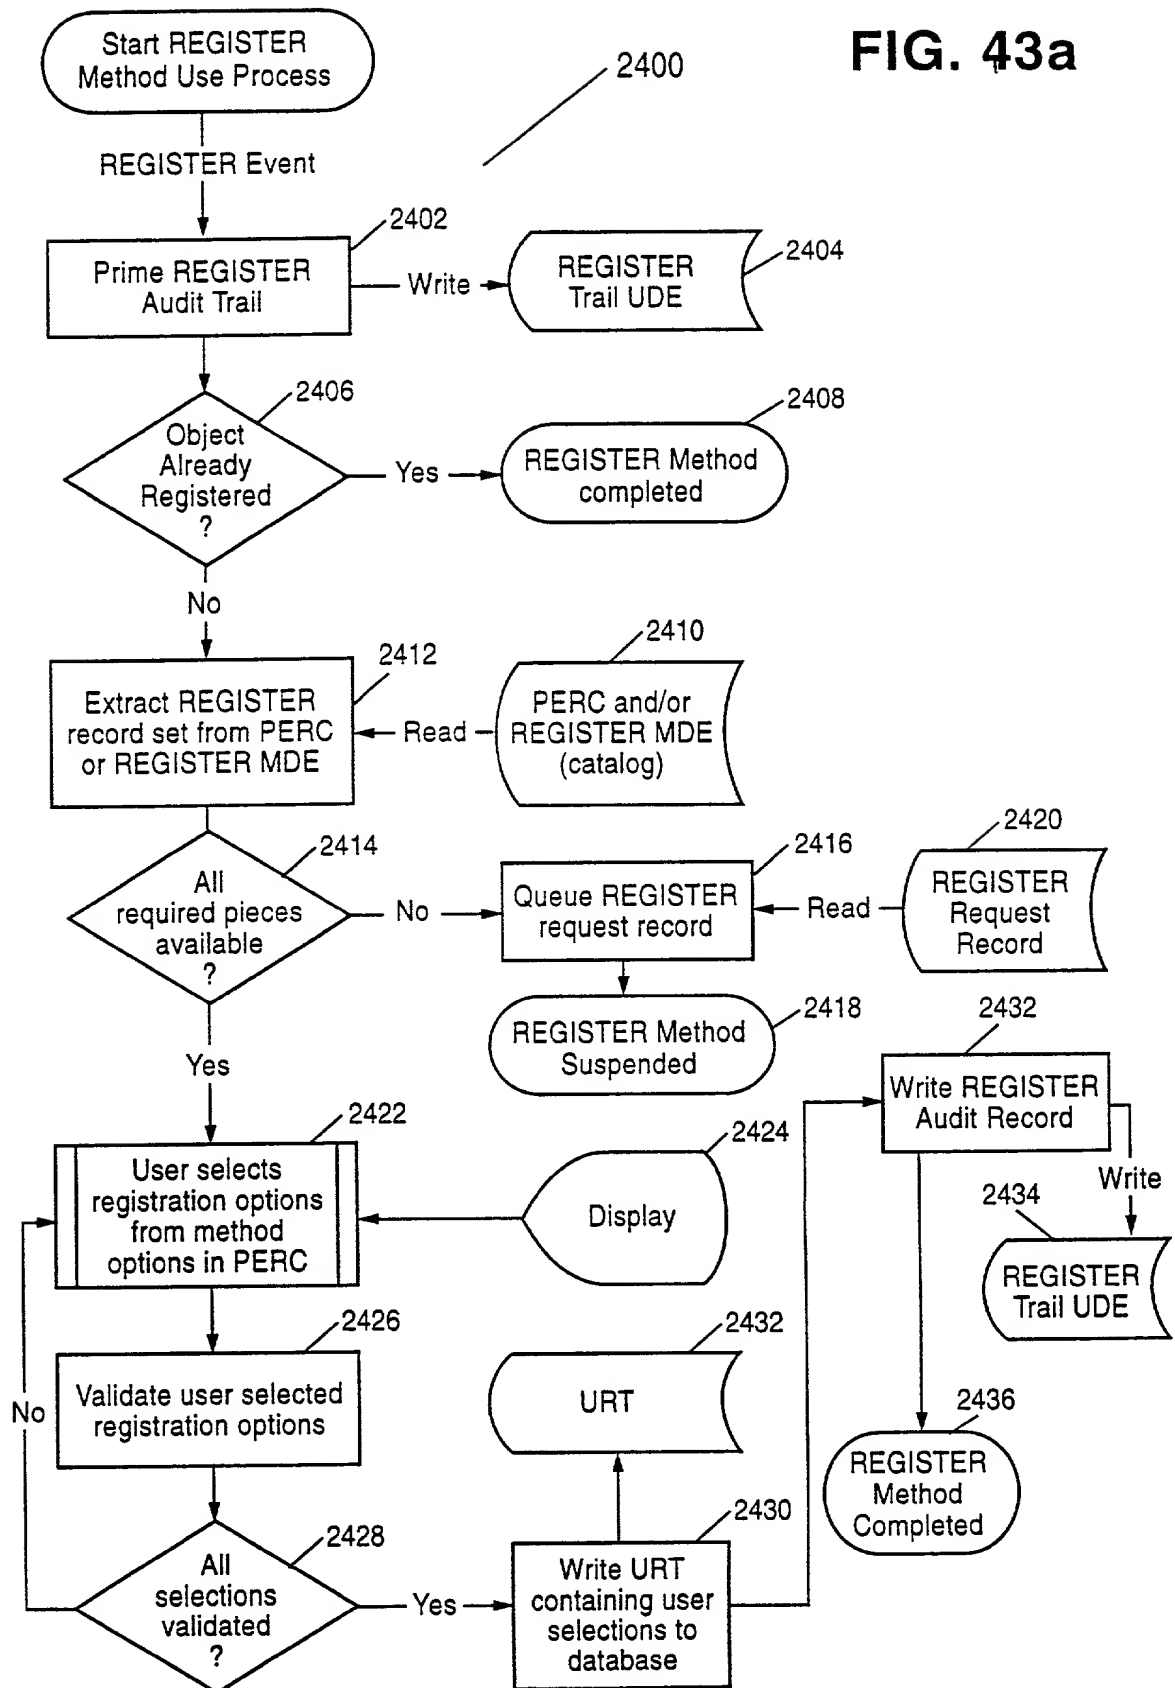 FIG. 43a
Start REGISTER
Method Use Process
2400
REGISTER Event
2402
Prime REGISTER
Audit Trail
Write
REGISTER
Trail UDE
2404
2406
Object
Already
Registered
?
Yes
2408
REGISTER Method
completed
No
2412
Extract REGISTER
record set from PERC
or REGISTER MDE
Read
2410
PERC and/or
REGISTER MDE
(catalog)
2414
All
required pieces
available
?
No
2416
Queue REGISTER
request record
Read
2420
REGISTER
Request
Record
2418
REGISTER Method
Suspended
Yes
2422
User selects
registration options
from method
options in PERC
2424
Display
2426
Validate user selected
registration options
No
2428
All
selections
validated
?
Yes
2430
Write URT
containing user
selections to
database
2432
URT
2432
Write REGISTER
Audit Record
Write
2434
REGISTER
Trail UDE
2436
REGISTER
Method
Completed